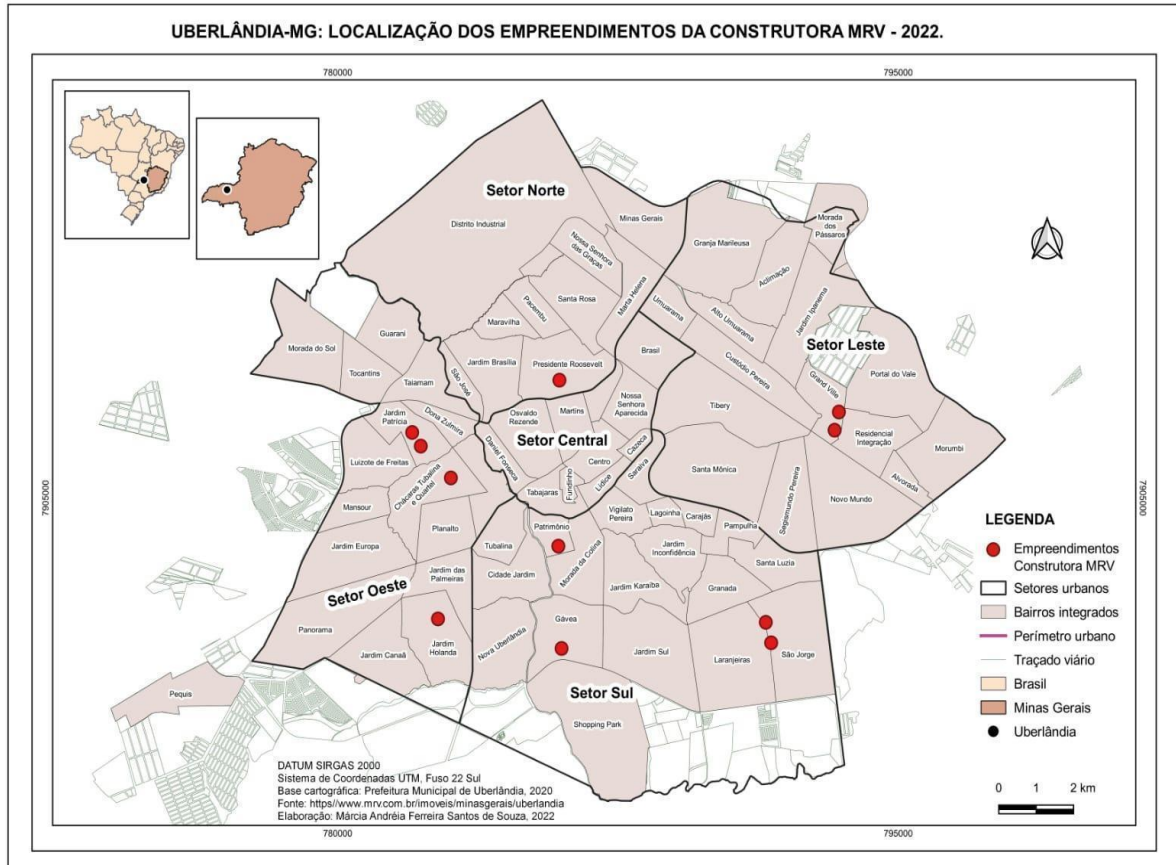 UBERLÂNDIA-MG: LOCALIZAÇÃO DOS EMPREENDIMENTOS DA CONSTRUTORA MRV - 2022.
780000
795000
Setor Norte
Distrito Industrial
Minas Gerais
Nossa Senhora
das Graças
Granja Marileusa
Morada
dos
Pássaros
Aclimação
Pacembu
Santa Rosa
Marta Helena
Umuarama
Alto Umuarama
Jardim Ipanema
Maravilha
Guarani
Morada do Sol
Tocantins
Taiamam
São José
Jardim Brasília
Presidente Roosevelt
Brasil
Custódio Pereira
Setor Leste
Grand Ville
Portal do Vale
Jardim
Patrícia
Dona Zulmira
Osvaldo
Rezende
Martins
Nossa
Senhora
Aparecida
Tibery
Setor Central
Residencial
Integração
Morumbi
Luizote de Freitas
Daniel Fonseca
Centro
Cazeca
Saraiva
Lídice
Fundinho
Tabajaras
Santa Mônica
Segismundo Pereira
Alvorada
Novo Mundo
Chácaras Tubalina
e Quartel
Mansour
Planalto
7905000
7905000
Patrimônio
Vigilato
Pereira
Lagoinha
Carajás
Pampulha
Jardim Europa
Tubalina
Morada da Colina
Jardim
Inconfidência
Santa Luzia
Jardim das
Palmeiras
Cidade Jardim
Jardim Karaíba
Granada
Setor Oeste
Panorama
Jardim Canaã
Jardim
Holanda
Nova Uberlândia
Gávea
Jardim Sul
Laranjeiras
São Jorge
Pequis
Setor Sul
Shopping Park
LEGENDA
Empreendimentos
Construtora MRV
Setores urbanos
Bairros integrados
Perímetro urbano
Traçado viário
Brasil
Minas Gerais
Uberlândia
0 1 2 km
DATUM SIRGAS 2000
Sistema de Coordenadas UTM, Fuso 22 Sul
Base cartográfica: Prefeitura Municipal de Uberlândia, 2020
Fonte: https//www.mrv.com.br/imoveis/minasgerais/uberlandia
Elaboração: Márcia Andréia Ferreira Santos de Souza, 2022
780000
795000